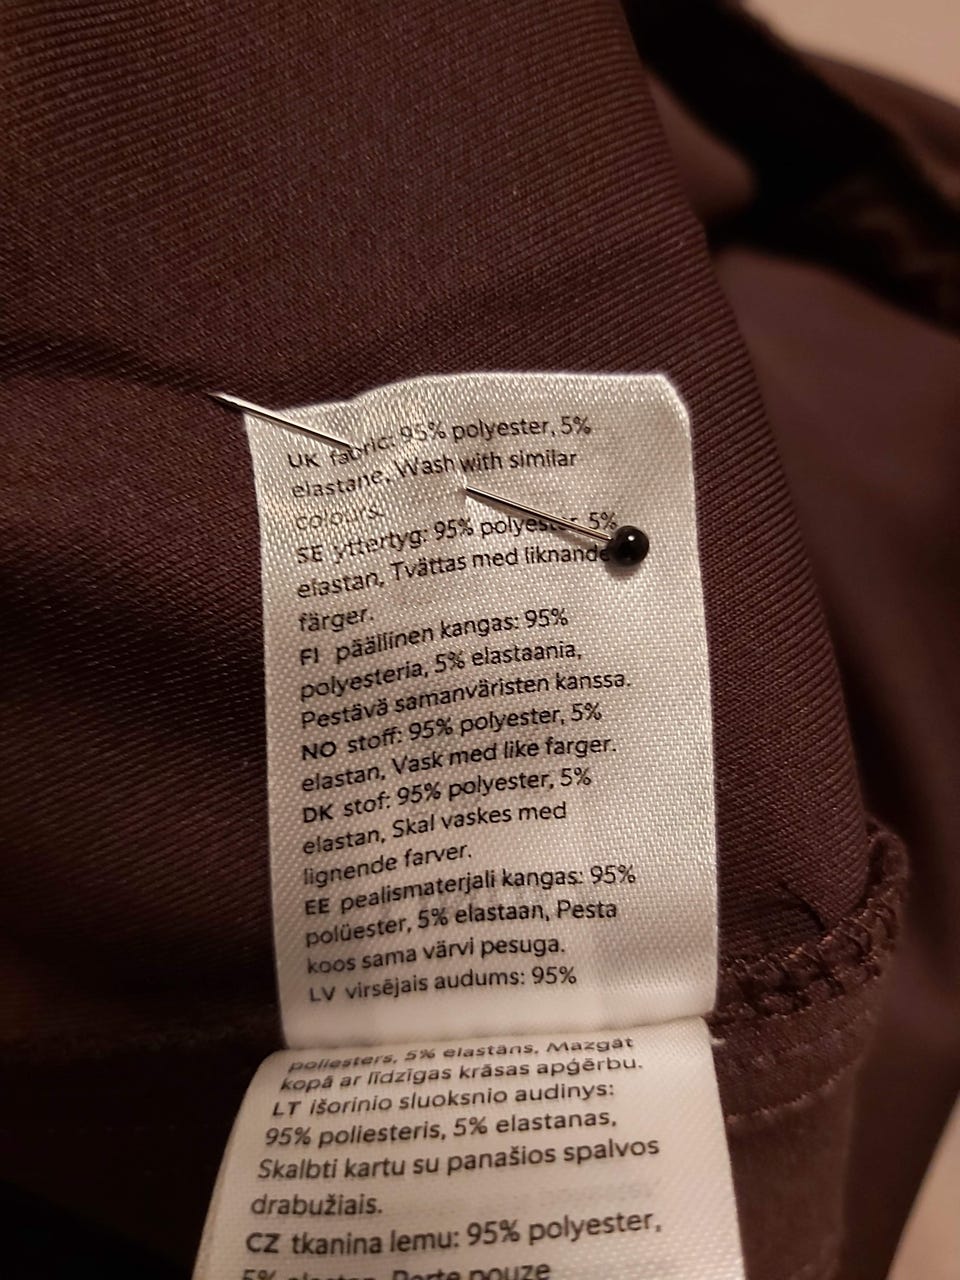 UK fabric: 95% polyester, 5%
elastane, Wash with similar
colours.
SE yttertyg: 95% polyester, 5%
elastan, Tvättas med liknande
färger.
FI päällinen kangas: 95%
polyesteria, 5% elastaania,
Pestävä samanväristen kanssa.
NO stoff: 95% polyester, 5%
elastan, Vask med like farger.
DK stof: 95% polyester, 5%
elastan, Skal vaskes med
lignende farver.
EE pealismaterjali kangas: 95%
polüester, 5% elastaan, Pesta
koos sama värvi pesuga.
LV virsējais audums: 95%
poliesters, 5% elastāns, Mazgāt
kopā ar līdzīgas krāsas apģērbu.
LT išorinio sluoksnio audinys:
95% poliesteris, 5% elastanas,
Skalbti kartu su panašios spalvos
drabužiais.
CZ tkanina lemu: 95% polyester,
5% elastan, Perte pouze